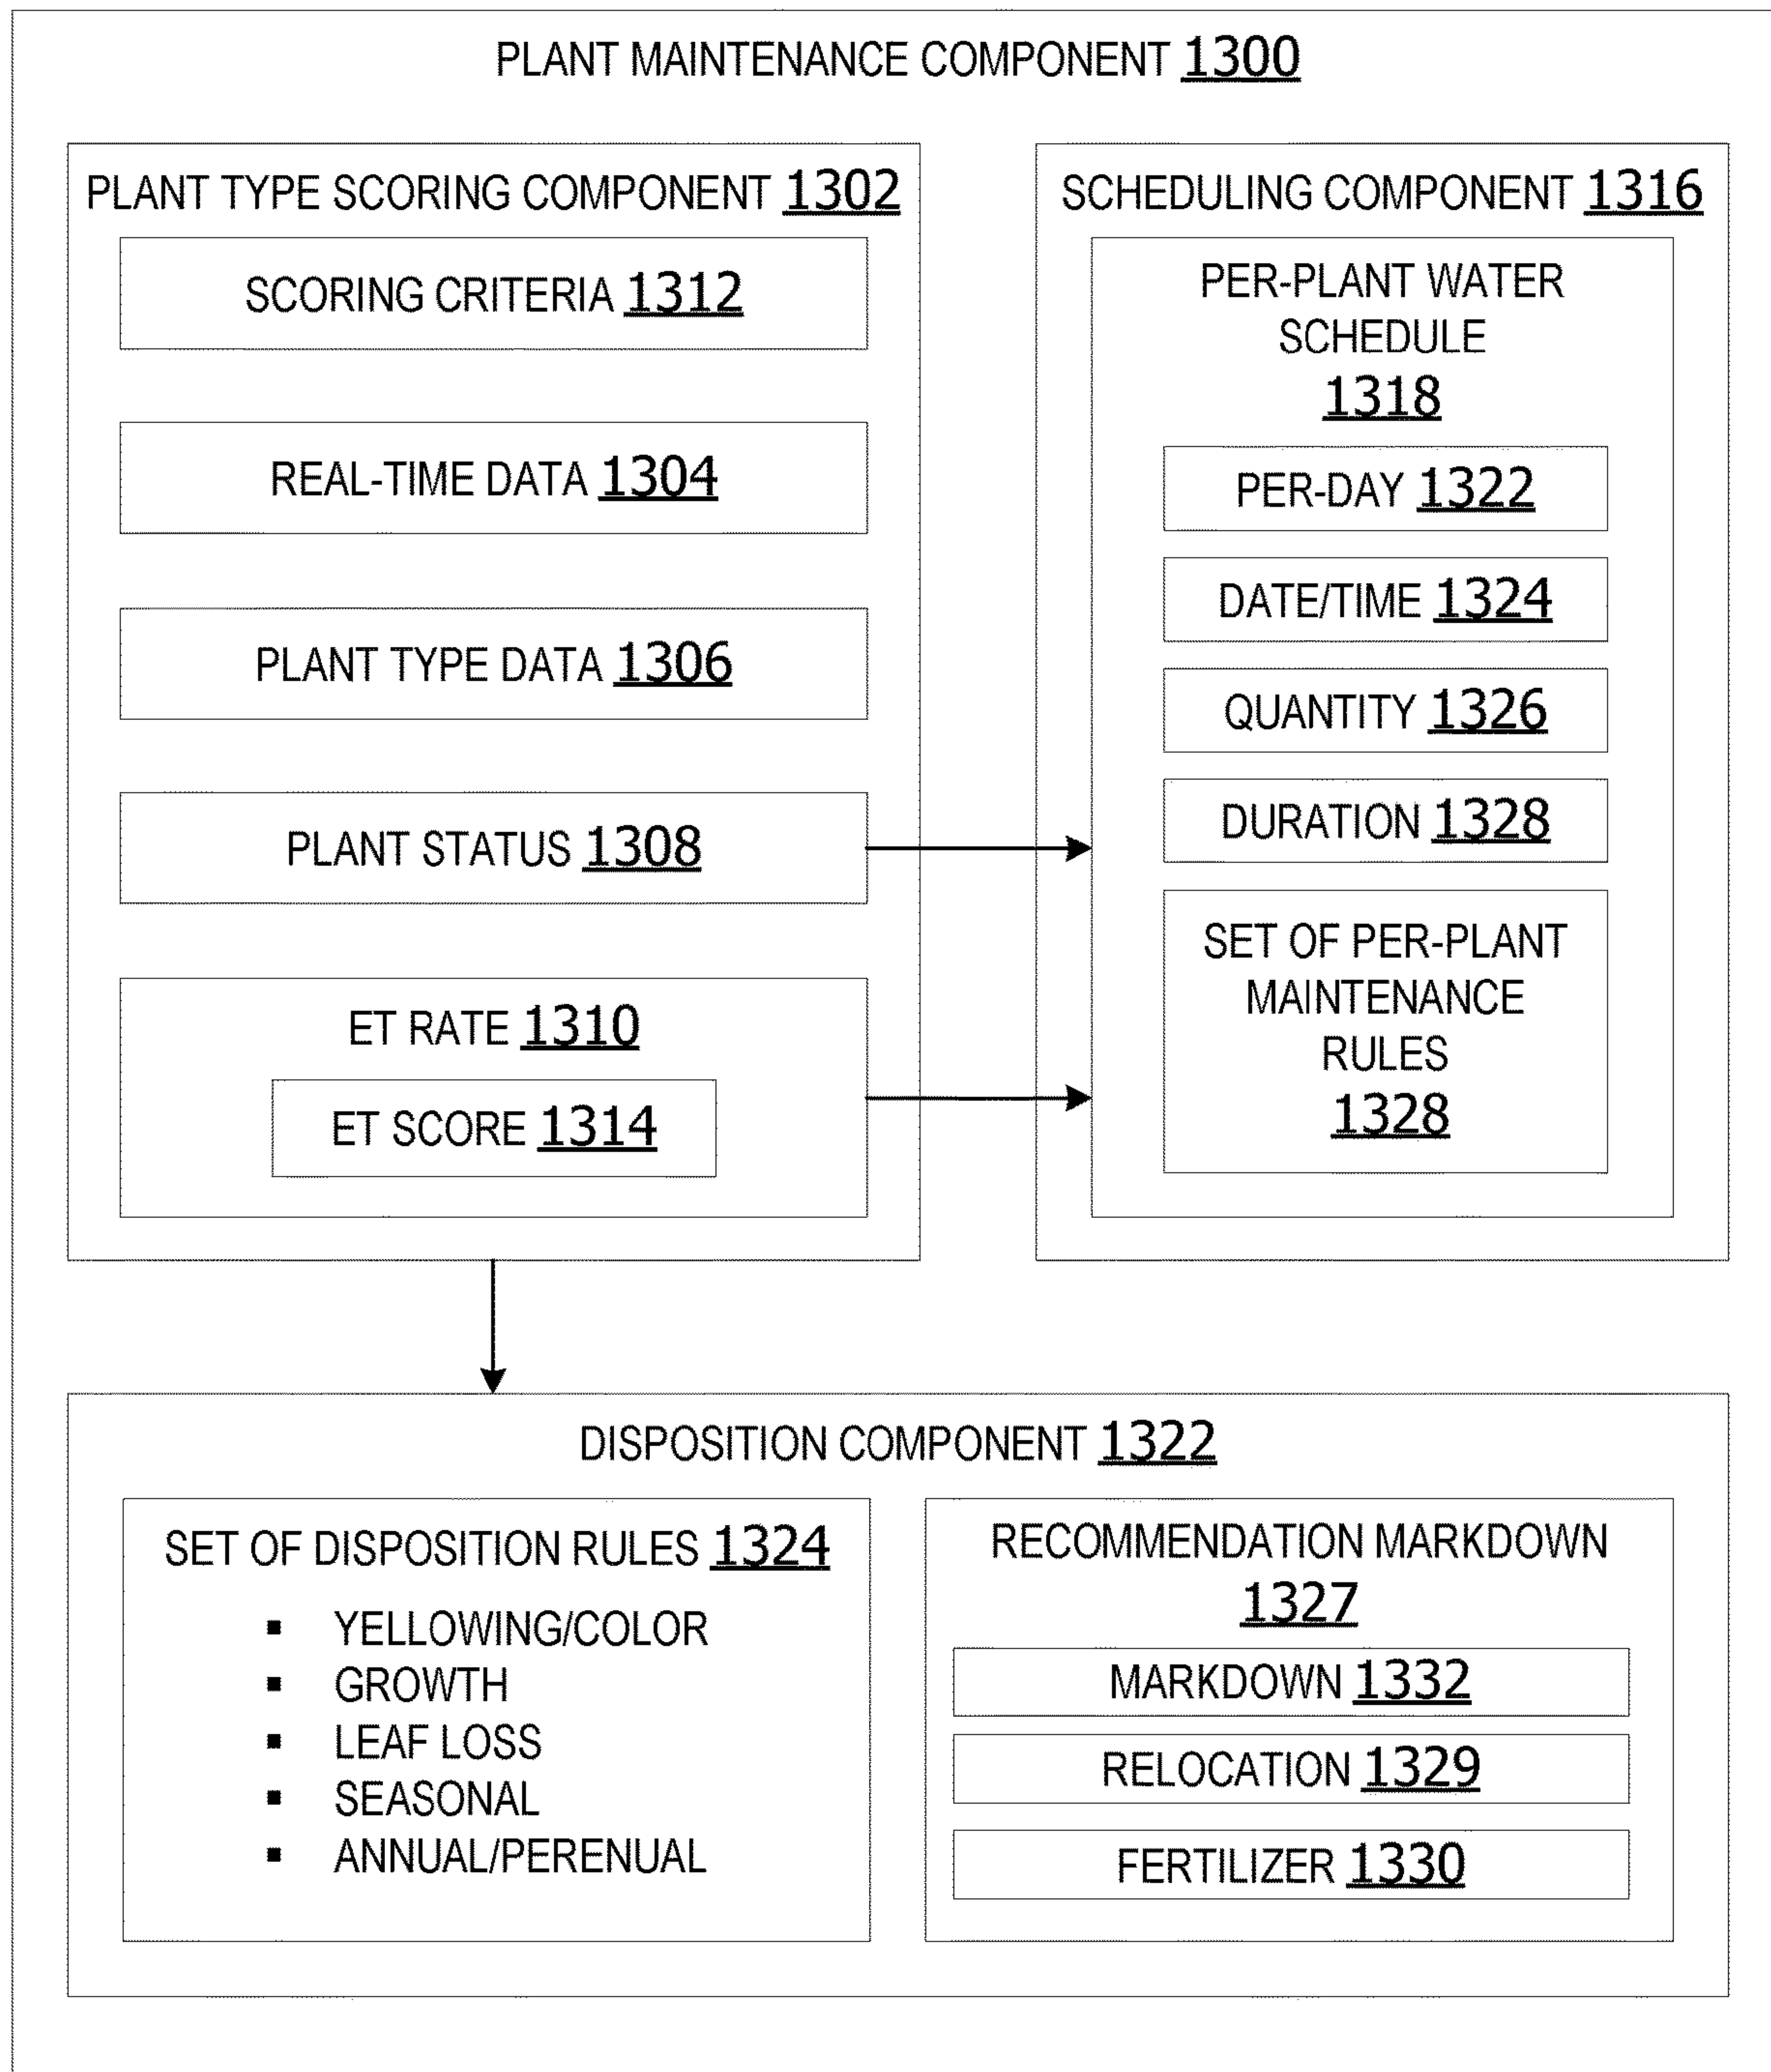 PLANT MAINTENANCE COMPONENT 1300
PLANT TYPE SCORING COMPONENT 1302
SCORING CRITERIA 1312
REAL-TIME DATA 1304
PLANT TYPE DATA 1306
PLANT STATUS 1308
ET RATE 1310
ET SCORE 1314
SCHEDULING COMPONENT 1316
PER-PLANT WATER
SCHEDULE
1318
PER-DAY 1322
DATE/TIME 1324
QUANTITY 1326
DURATION 1328
SET OF PER-PLANT
MAINTENANCE
RULES
1328
DISPOSITION COMPONENT 1322
SET OF DISPOSITION RULES 1324
▪ YELLOWING/COLOR
▪ GROWTH
▪ LEAF LOSS
▪ SEASONAL
▪ ANNUAL/PERENUAL
RECOMMENDATION MARKDOWN
1327
MARKDOWN 1332
RELOCATION 1329
FERTILIZER 1330